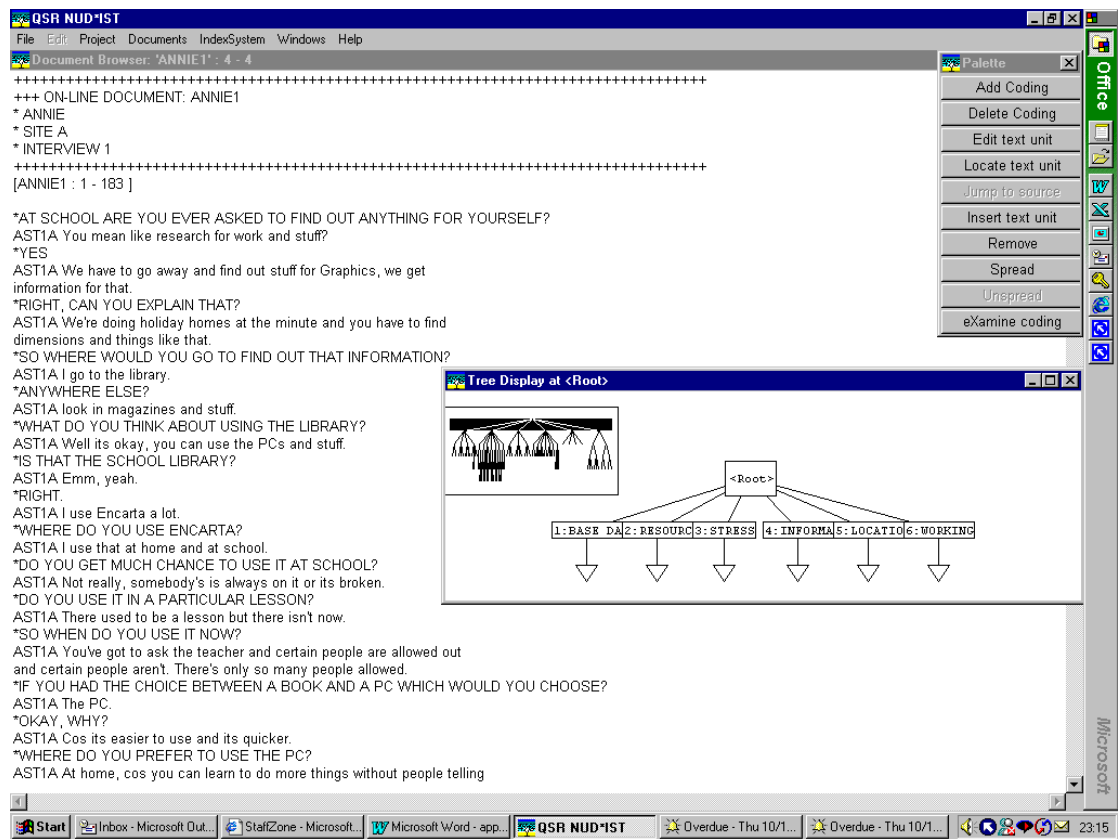 QSR NUD*IST
File Edit Project Documents IndexSystem Windows Help
Document Browser: 'ANNIE1' : 4 - 4
++++++++++++++++++++++++++++++++++++++++++++++++++++++++++++++++++++++++++++++++
+++ ON-LINE DOCUMENT: ANNIE1
* ANNIE
* SITE A
* INTERVIEW 1
++++++++++++++++++++++++++++++++++++++++++++++++++++++++++++++++++++++++++++++++
[ANNIE1 : 1 - 183 ]
*AT SCHOOL ARE YOU EVER ASKED TO FIND OUT ANYTHING FOR YOURSELF?
AST1A You mean like research for work and stuff?
*YES
AST1A We have to go away and find out stuff for Graphics, we get
information for that.
*RIGHT, CAN YOU EXPLAIN THAT?
AST1A We're doing holiday homes at the minute and you have to find
dimensions and things like that.
*SO WHERE WOULD YOU GO TO FIND OUT THAT INFORMATION?
AST1A I go to the library.
*ANYWHERE ELSE?
AST1A look in magazines and stuff.
*WHAT DO YOU THINK ABOUT USING THE LIBRARY?
AST1A Well its okay, you can use the PCs and stuff.
*IS THAT THE SCHOOL LIBRARY?
AST1A Emm, yeah.
*RIGHT.
AST1A I use Encarta a lot.
*WHERE DO YOU USE ENCARTA?
AST1A I use that at home and at school.
*DO YOU GET MUCH CHANCE TO USE IT AT SCHOOL?
AST1A Not really, somebody's is always on it or its broken.
*DO YOU USE IT IN A PARTICULAR LESSON?
AST1A There used to be a lesson but there isn't now.
*SO WHEN DO YOU USE IT NOW?
AST1A You've got to ask the teacher and certain people are allowed out
and certain people aren't. There's only so many people allowed.
*IF YOU HAD THE CHOICE BETWEEN A BOOK AND A PC WHICH WOULD YOU CHOOSE?
AST1A The PC.
*OKAY, WHY?
AST1A Cos its easier to use and its quicker.
*WHERE DO YOU PREFER TO USE THE PC?
AST1A At home, cos you can learn to do more things without people telling
Palette
Add Coding
Delete Coding
Edit text unit
Locate text unit
Jump to source
Insert text unit
Remove
Spread
Unspread
eXamine coding
Tree Display at <Root>
<Root>
1:BASE DA 2:RESOURC 3:STRESS 4:INFORMA 5:LOCATIO 6:WORKING
Office
Microsoft
Start Inbox - Microsoft Out... StaffZone - Microsoft... Microsoft Word - app... QSR NUD*IST Overdue - Thu 10/1... Overdue - Thu 10/1... 23:15